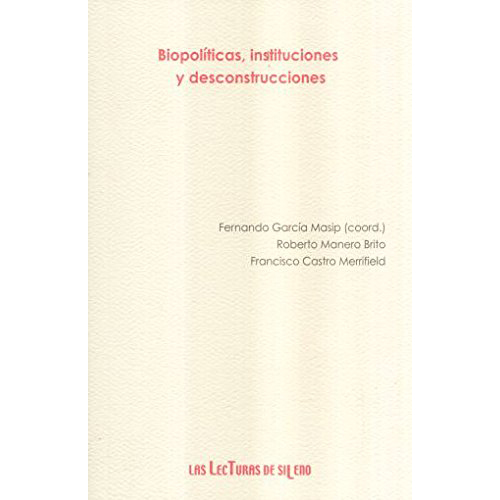 Biopolíticas, instituciones
y desconstrucciones
Fernando García Masip (coord.)
Roberto Manero Brito
Francisco Castro Merrifield
LAS LECTURAS DE SILENO